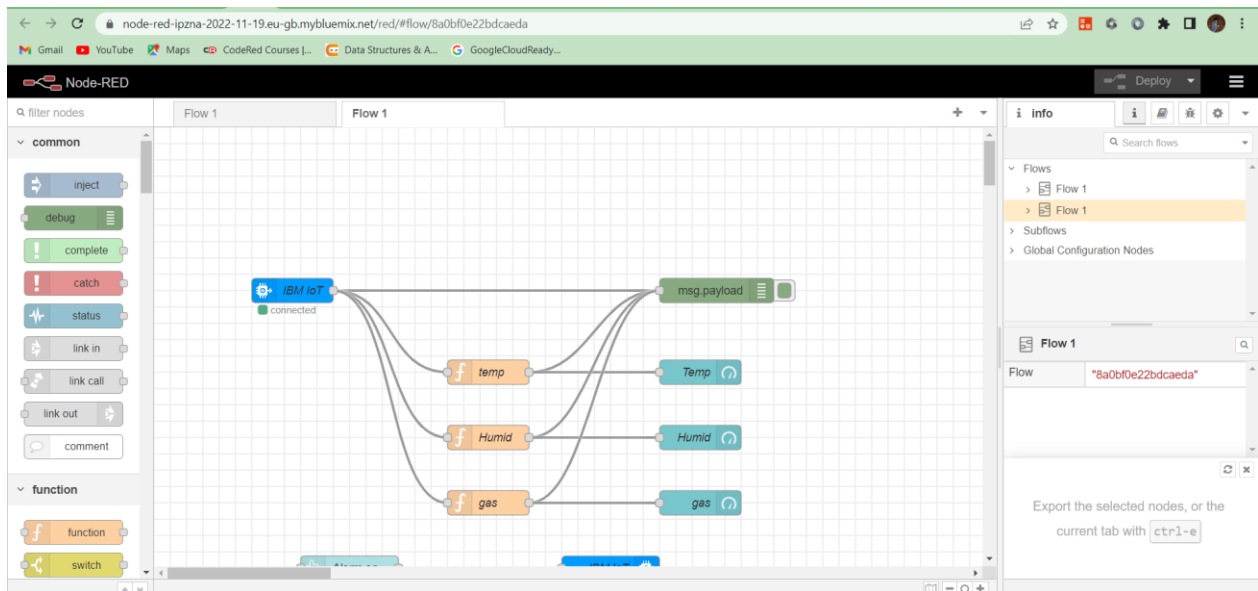 node-red-ipzna-2022-11-19.eu-gb.mybluemix.net/red/#flow/8a0bf0e22bdcaeda
Gmail YouTube Maps CodeRed Courses |... Data Structures & A... GoogleCloudReady...
Node-RED Deploy
filter nodes
Flow 1 Flow 1
common
inject
debug
complete
catch
status
link in
link call
link out
comment
function
function
switch
IBM IoT
connected
msg.payload
temp Temp
Humid Humid
gas gas
IBM IoT
i info i
Search flows
Flows
Flow 1
Flow 1
Subflows
Global Configuration Nodes
Flow 1
Flow "8a0bf0e22bdcaeda"
Export the selected nodes, or the
current tab with ctrl-e